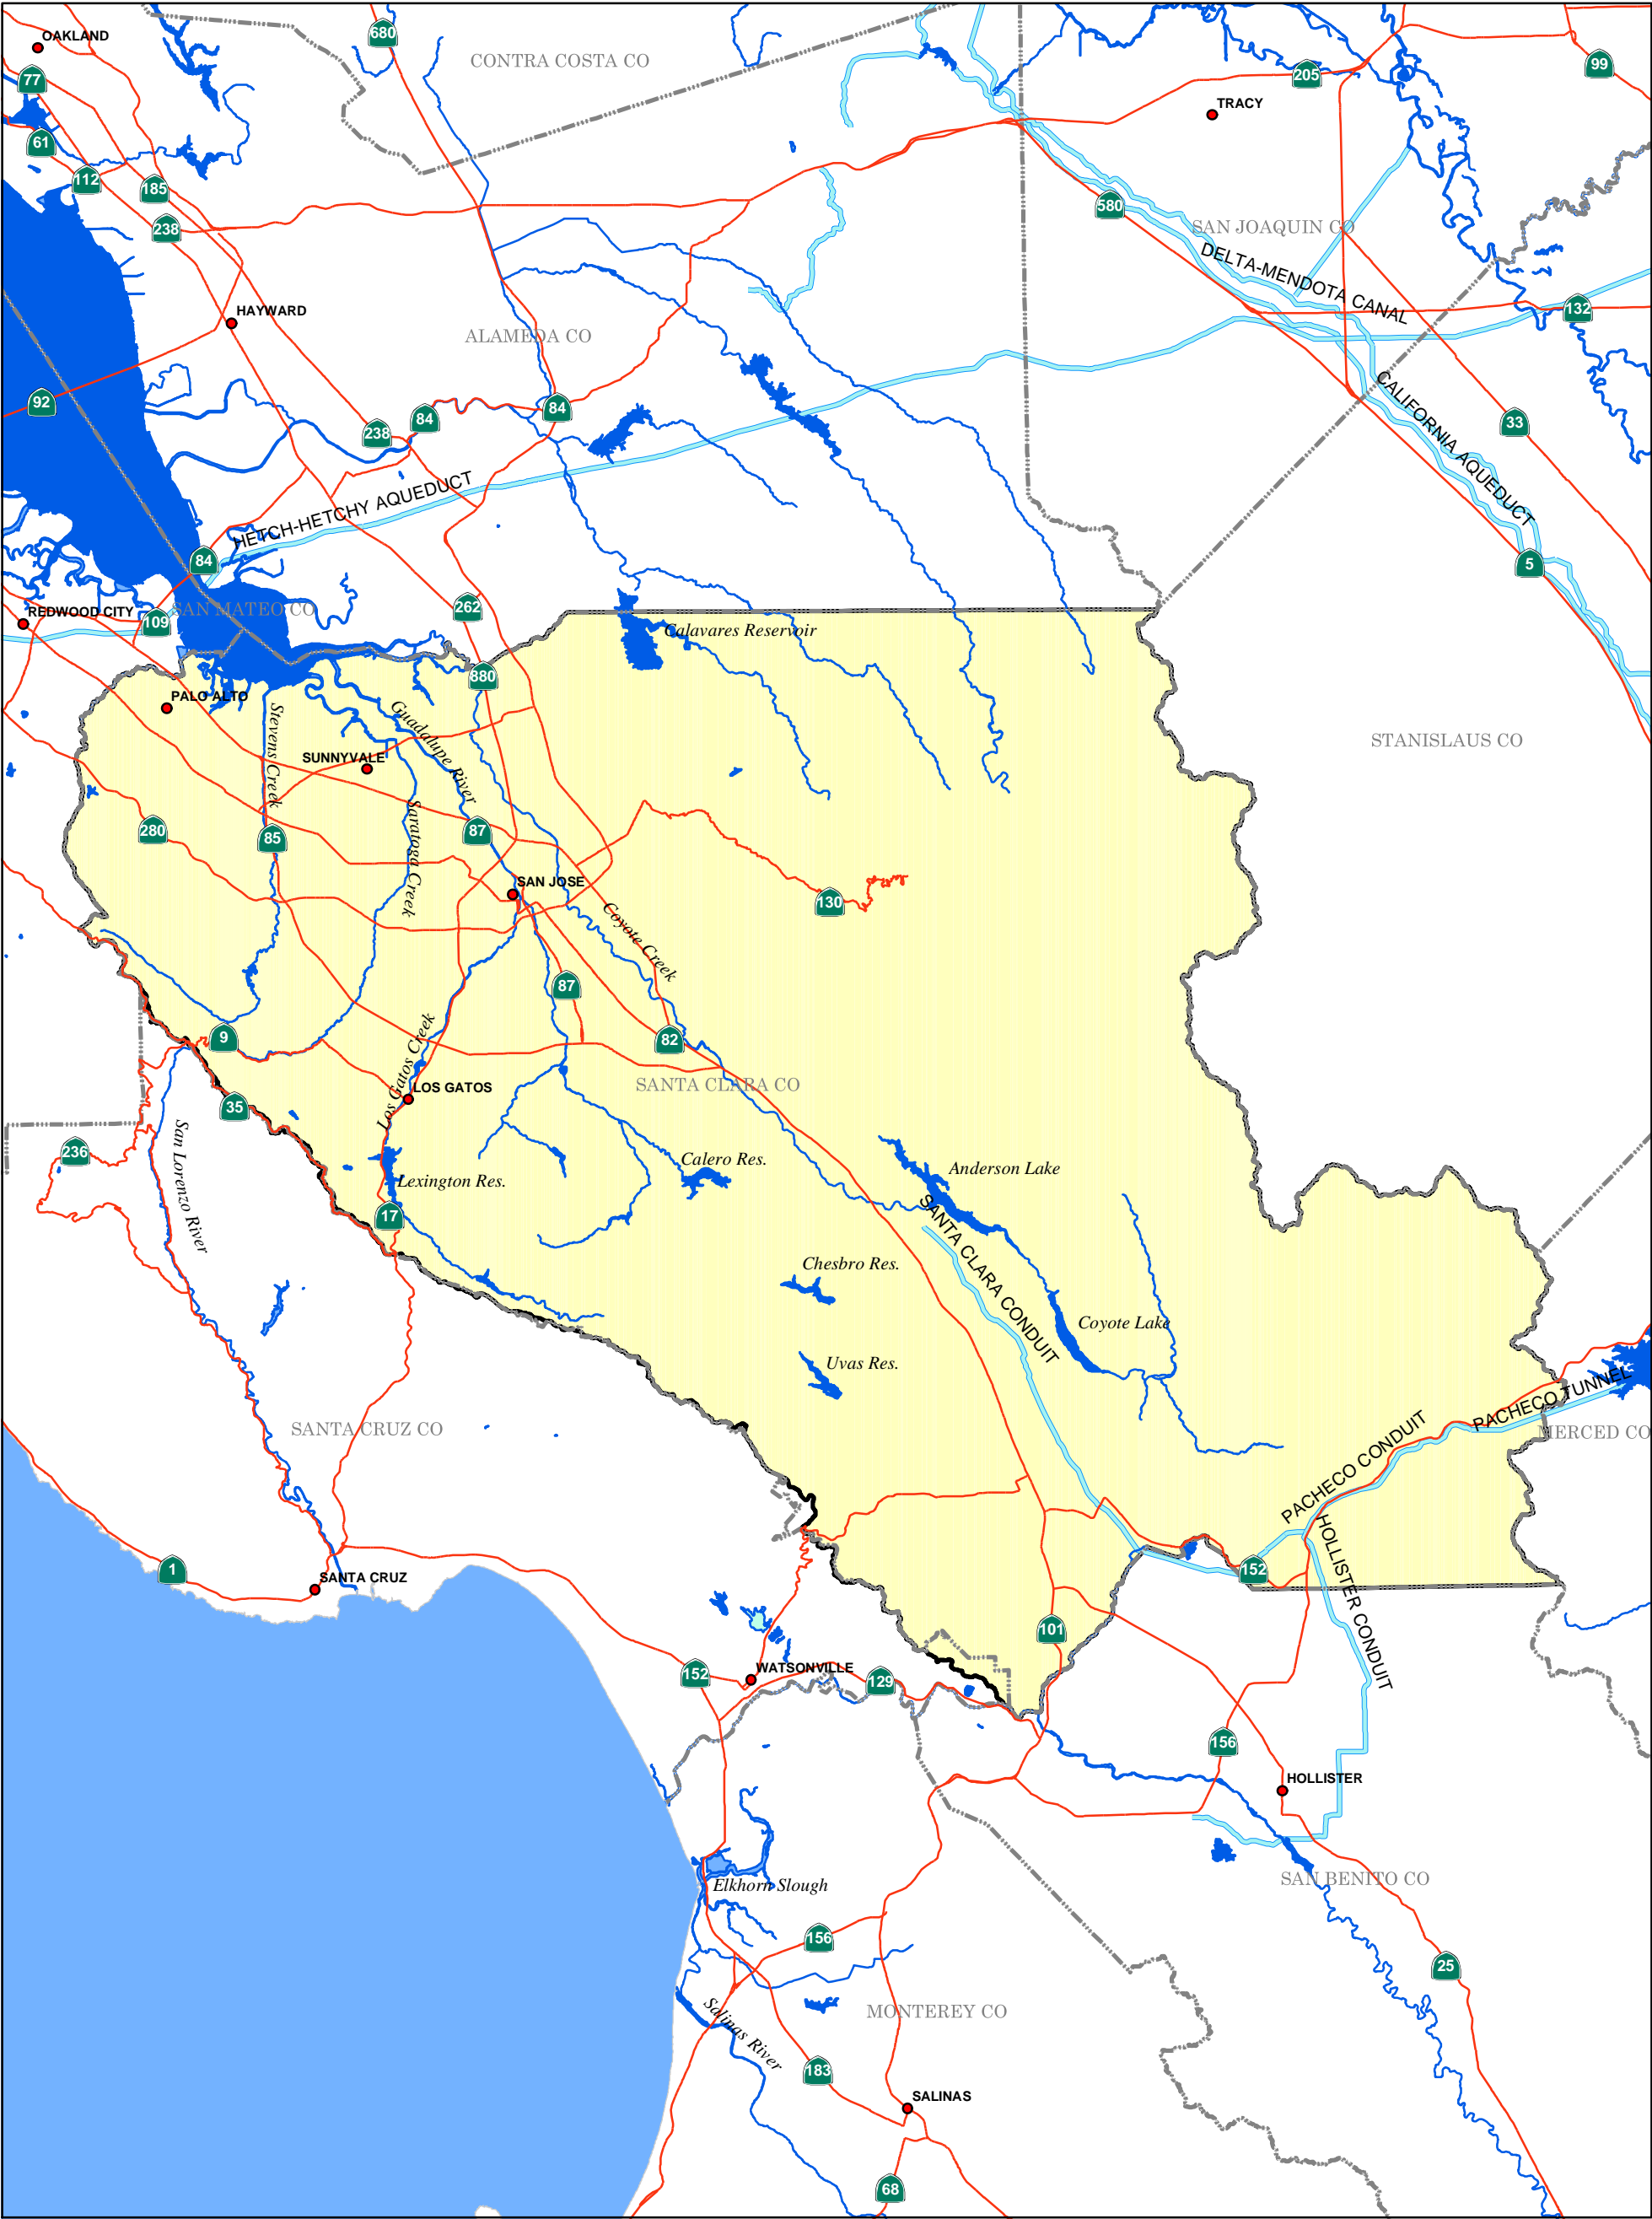 OAKLAND
680
CONTRA COSTA CO
99
77
205
TRACY
61
112
185
238
580
SAN JOAQUIN CO
DELTA-MENDOTA CANAL
HAYWARD
132
ALAMEDA CO
92
84
84
238
CALIFORNIA AQUEDUCT
33
HETCH-HETCHY AQUEDUCT
84
5
REDWOOD CITY
109
SAN MATEO CO
262
Calavares Reservoir
880
PALO ALTO
Stevens Creek
Guadalupe River
STANISLAUS CO
SUNNYVALE
Saratoga Creek
280
85
87
SAN JOSE
130
Coyote Creek
87
9
82
Los Gatos Creek
LOS GATOS
SANTA CLARA CO
35
236
San Lorenzo River
Calero Res.
Anderson Lake
Lexington Res.
17
SANTA CLARA CONDUIT
Chesbro Res.
Coyote Lake
Uvas Res.
PACHECO TUNNEL
PACHECO CONDUIT
MERCED CO
SANTA CRUZ CO
HOLLISTER CONDUIT
1
SANTA CRUZ
152
101
WATSONVILLE
152
129
156
HOLLISTER
SAN BENITO CO
Elkhorn Slough
156
25
MONTEREY CO
Salinas River
183
SALINAS
68